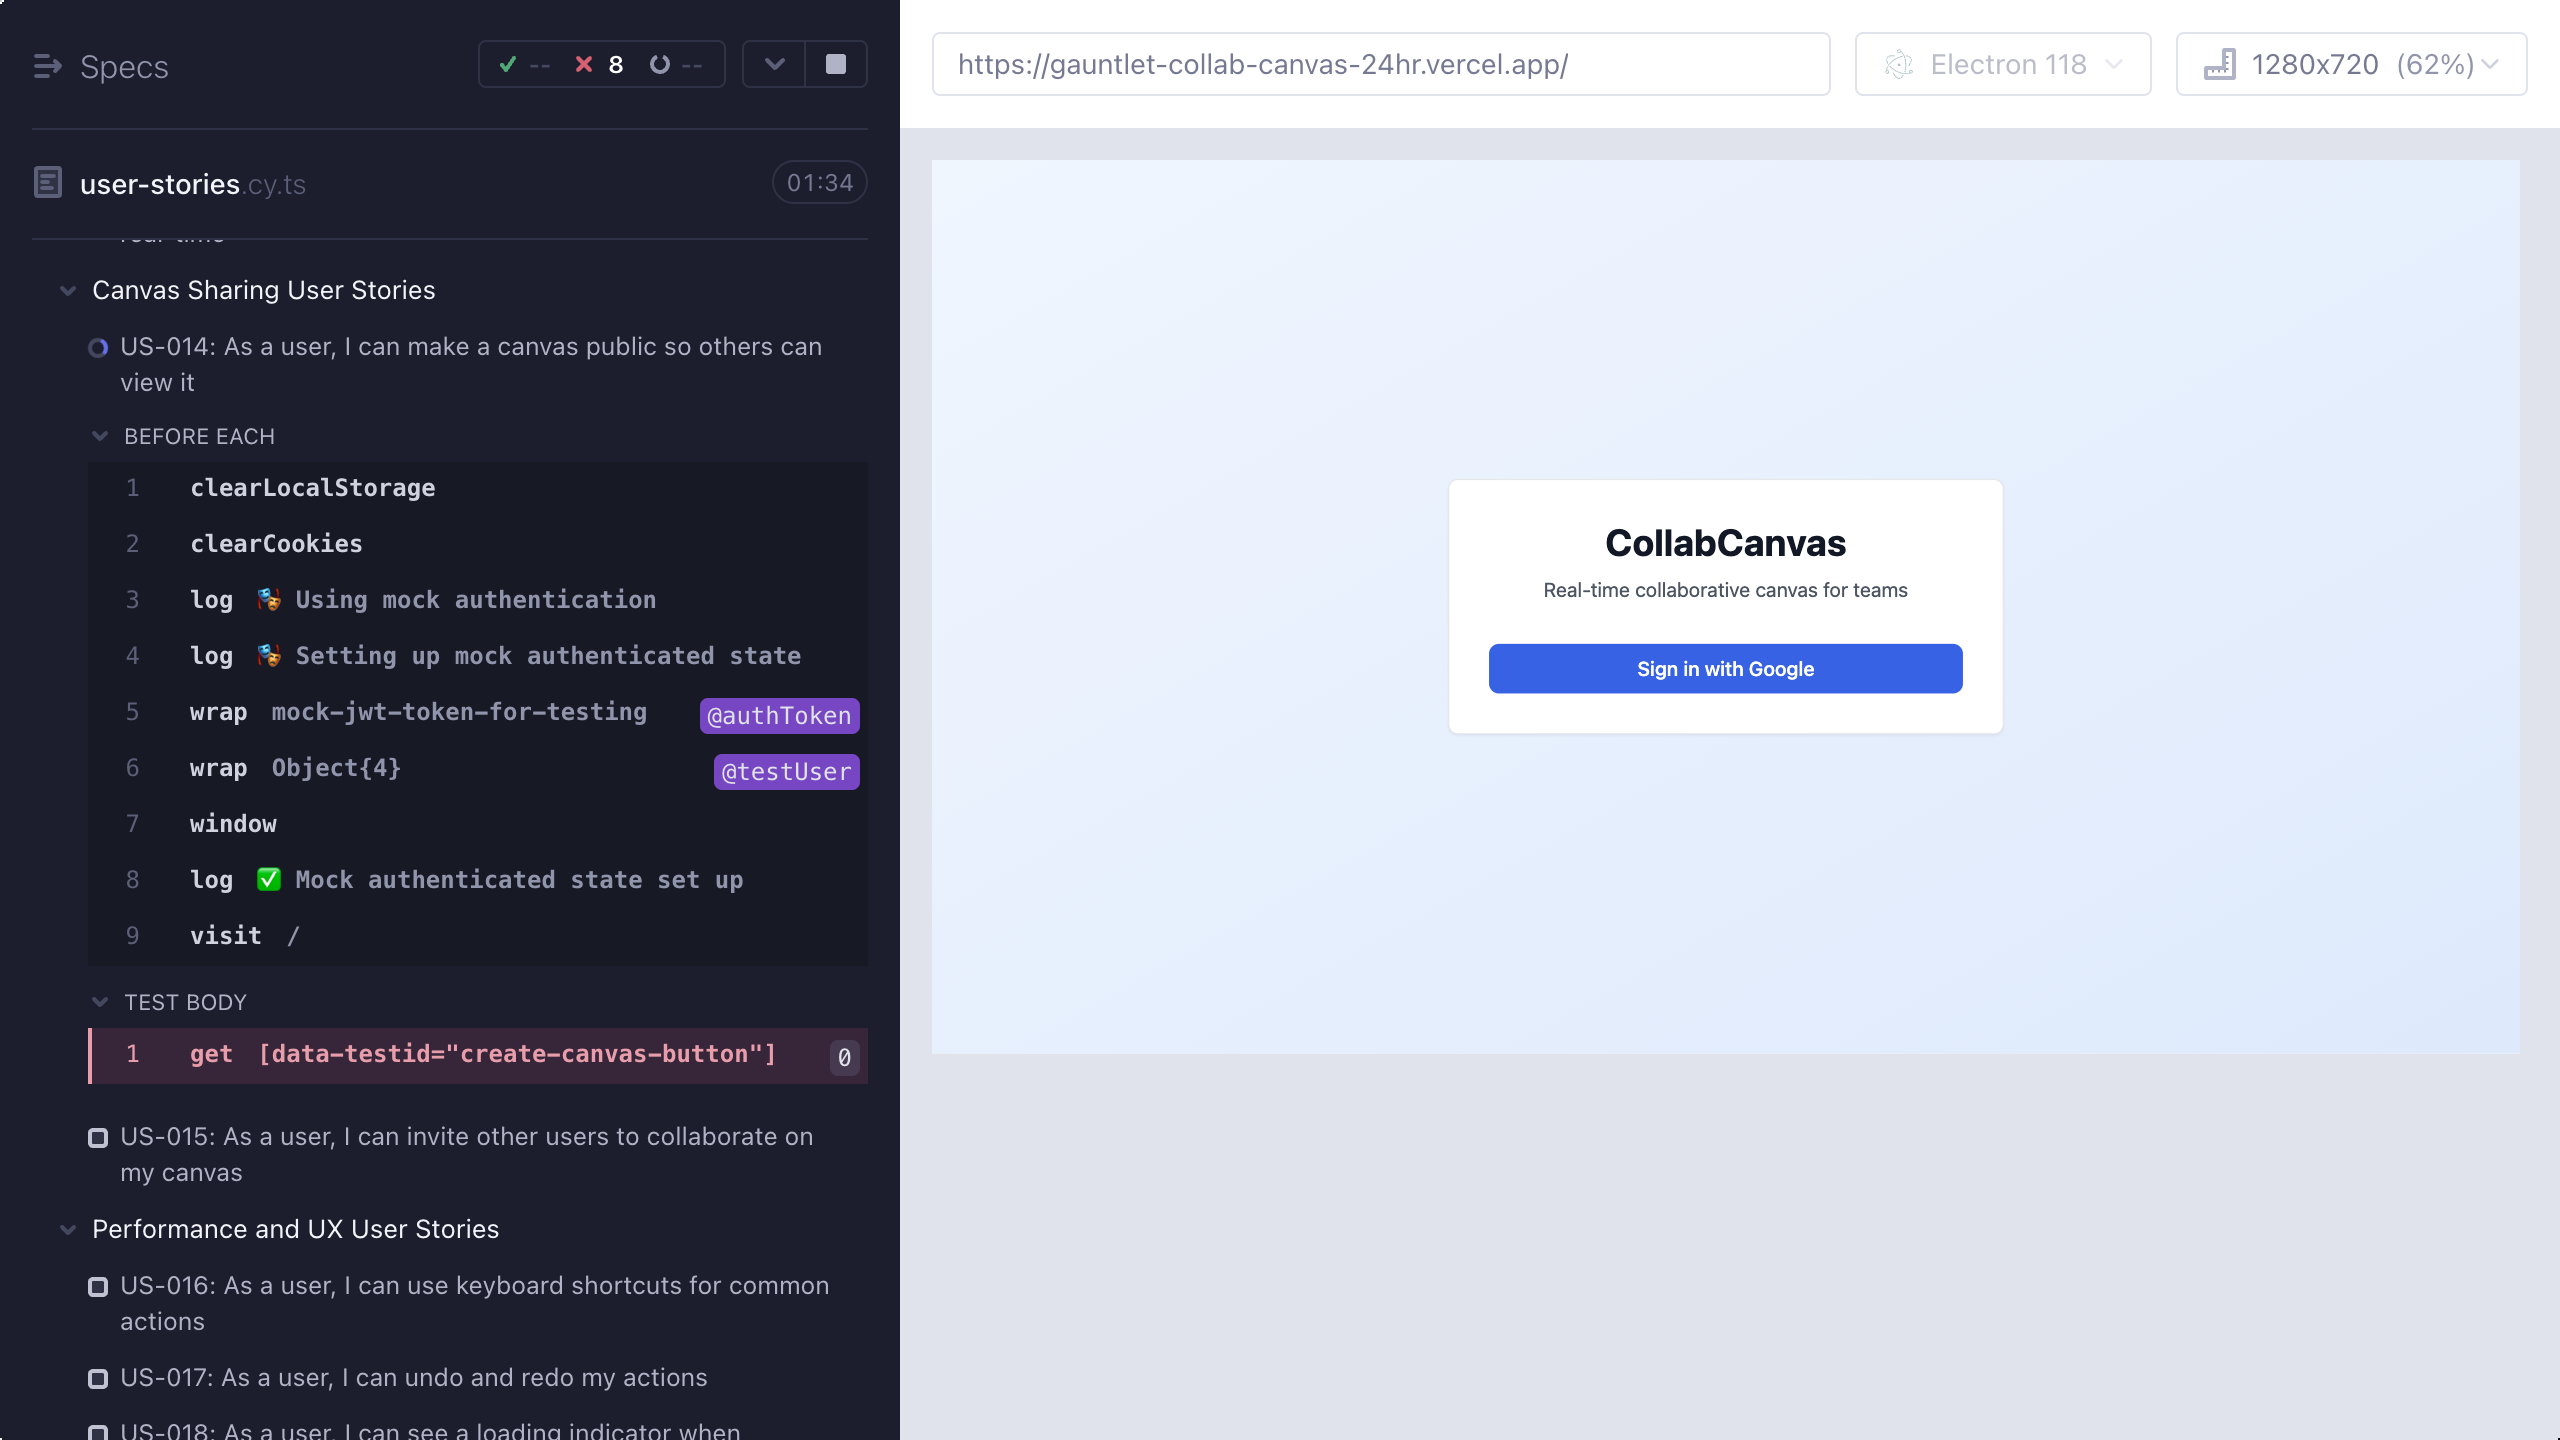 Specs
-- 8 --
user-stories.cy.ts 01:34
real-time
Canvas Sharing User Stories
US-014: As a user, I can make a canvas public so others can
view it
BEFORE EACH
1 clearLocalStorage
2 clearCookies
3 log 🎭 Using mock authentication
4 log 🎭 Setting up mock authenticated state
5 wrap mock-jwt-token-for-testing @authToken
6 wrap Object{4} @testUser
7 window
8 log ✅ Mock authenticated state set up
9 visit /
TEST BODY
1 get [data-testid="create-canvas-button"] 0
US-015: As a user, I can invite other users to collaborate on
my canvas
Performance and UX User Stories
US-016: As a user, I can use keyboard shortcuts for common
actions
US-017: As a user, I can undo and redo my actions
US-018: As a user, I can see a loading indicator when
https://gauntlet-collab-canvas-24hr.vercel.app/
Electron 118
1280x720 (62%)
CollabCanvas
Real-time collaborative canvas for teams
Sign in with Google